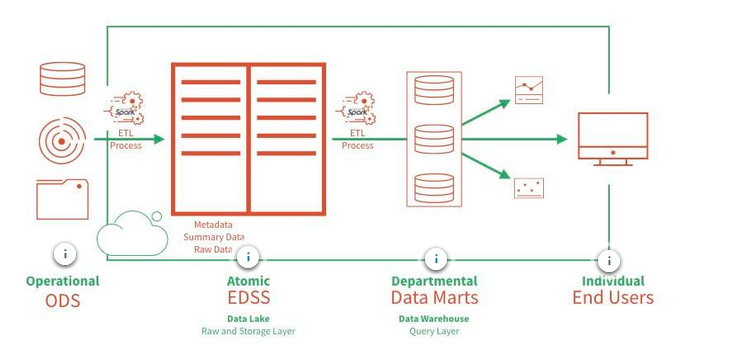 Spark
ETL
Process
Spark
ETL
Process
Metadata
Summary Data
Raw Data
Operational
ODS
Atomic
EDSS
Data Lake
Raw and Storage Layer
Departmental
Data Marts
Data Warehouse
Query Layer
Individual
End Users